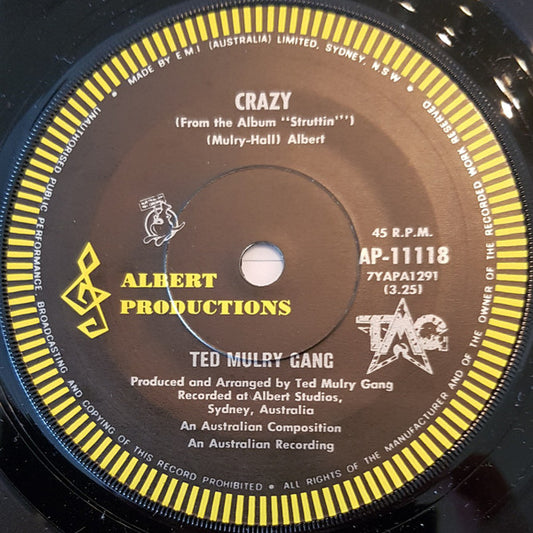 MADE BY E M I (AUSTRALIA) LIMITED, SYDNEY, N.S.W.
CRAZY
(From the Album "Struttin'")
(Mulry-Hall) Albert
45 R.P.M.
AP-11118
7YAPA1291
(3.25)
ALBERT
PRODUCTIONS
TMG
TED MULRY GANG
Produced and Arranged by Ted Mulry Gang
Recorded at Albert Studios,
Sydney, Australia
An Australian Composition
An Australian Recording
UNAUTHORISED PUBLIC PERFORMANCE, BROADCASTING AND COPYING OF THIS RECORD PROHIBITED • ALL RIGHTS OF THE MANUFACTURER AND OF THE OWNER OF THE RECORDED WORK RESERVED